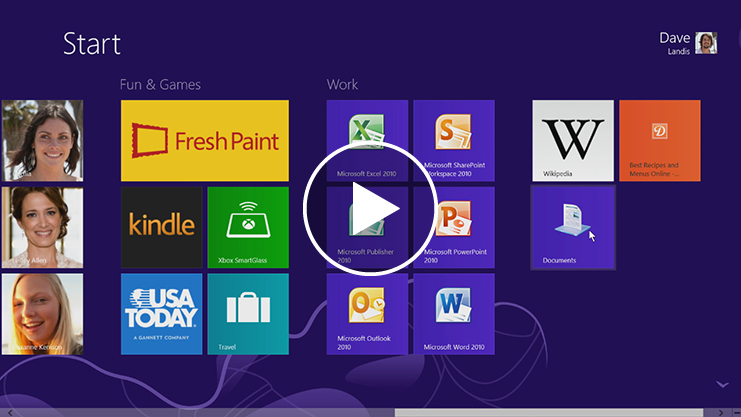 Start
Dave
Landis
Fun & Games
Work
Fresh Paint
Microsoft Excel 2010
Microsoft SharePoint
Workspace 2010
W
Wikipedia
Best Recipes and
Menus Online -...
Allen
kindle
Xbox SmartGlass
Microsoft Publisher
2010
Microsoft PowerPoint
2010
Documents
USA
TODAY
A GANNETT COMPANY
Travel
Microsoft Outlook
2010
Microsoft Word 2010